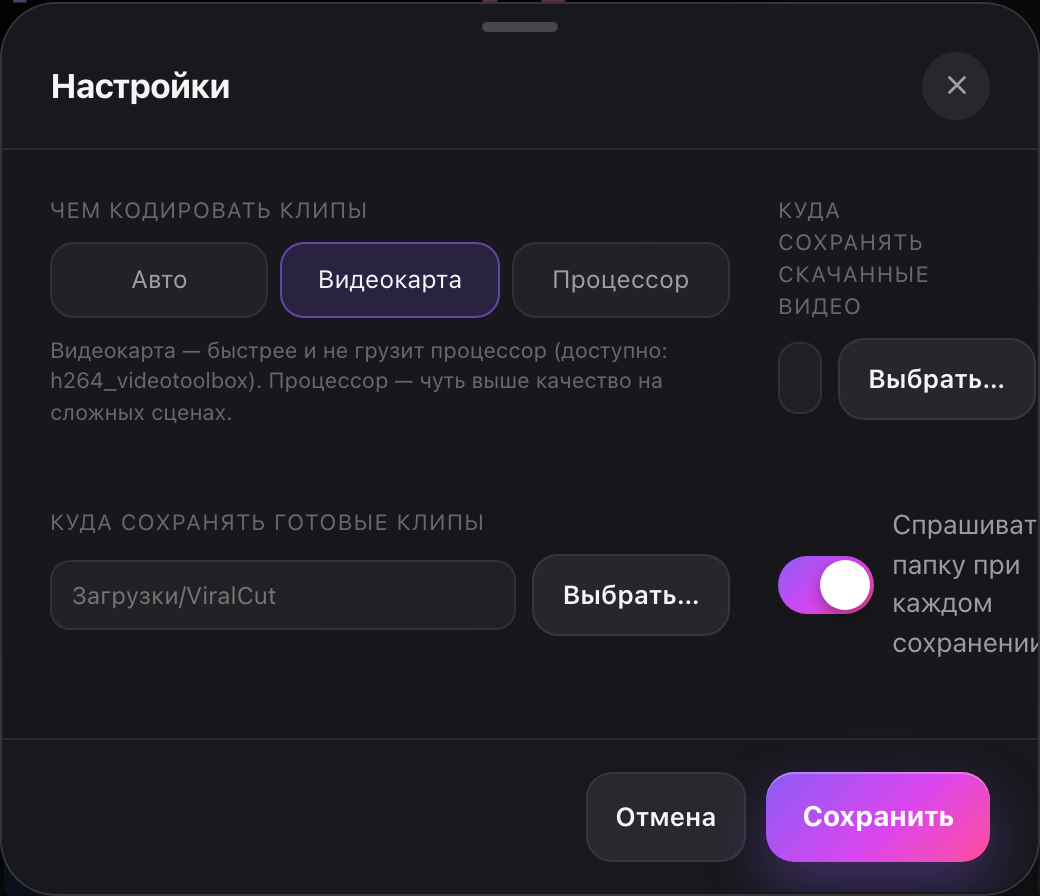 Настройки
ЧЕМ КОДИРОВАТЬ КЛИПЫ
Авто
Видеокарта
Процессор
Видеокарта — быстрее и не грузит процессор (доступно:
h264_videotoolbox). Процессор — чуть выше качество на
сложных сценах.
КУДА
СОХРАНЯТЬ
СКАЧАННЫЕ
ВИДЕО
Выбрать...
КУДА СОХРАНЯТЬ ГОТОВЫЕ КЛИПЫ
Загрузки/ViralCut
Выбрать...
Спрашиват
папку при
каждом
сохранени
Отмена
Сохранить